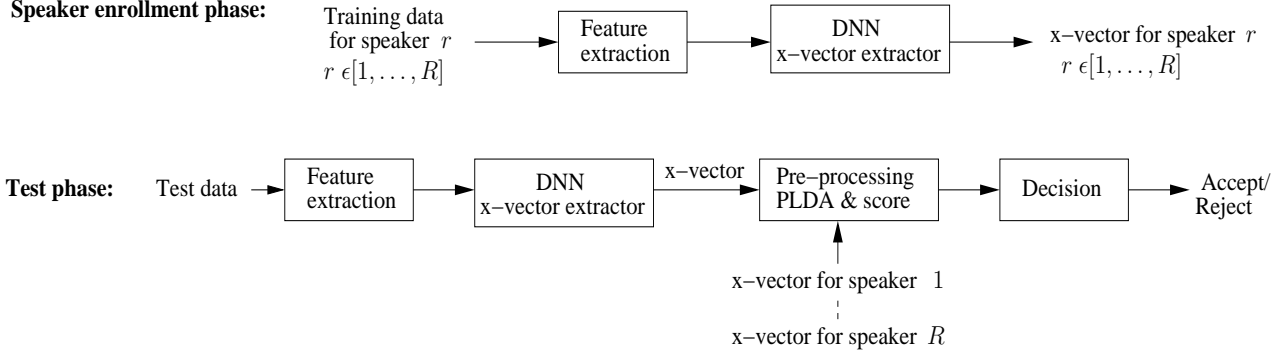 Speaker enrollment phase:
Training data
for speaker r
r ϵ[1, . . . , R]
Feature
extraction
DNN
x−vector extractor
x−vector for speaker r
r ϵ[1, . . . , R]
Test phase:
Test data
Feature
extraction
DNN
x−vector extractor
x−vector
Pre−processing
PLDA & score
Decision
Accept/
Reject
x−vector for speaker 1
x−vector for speaker R